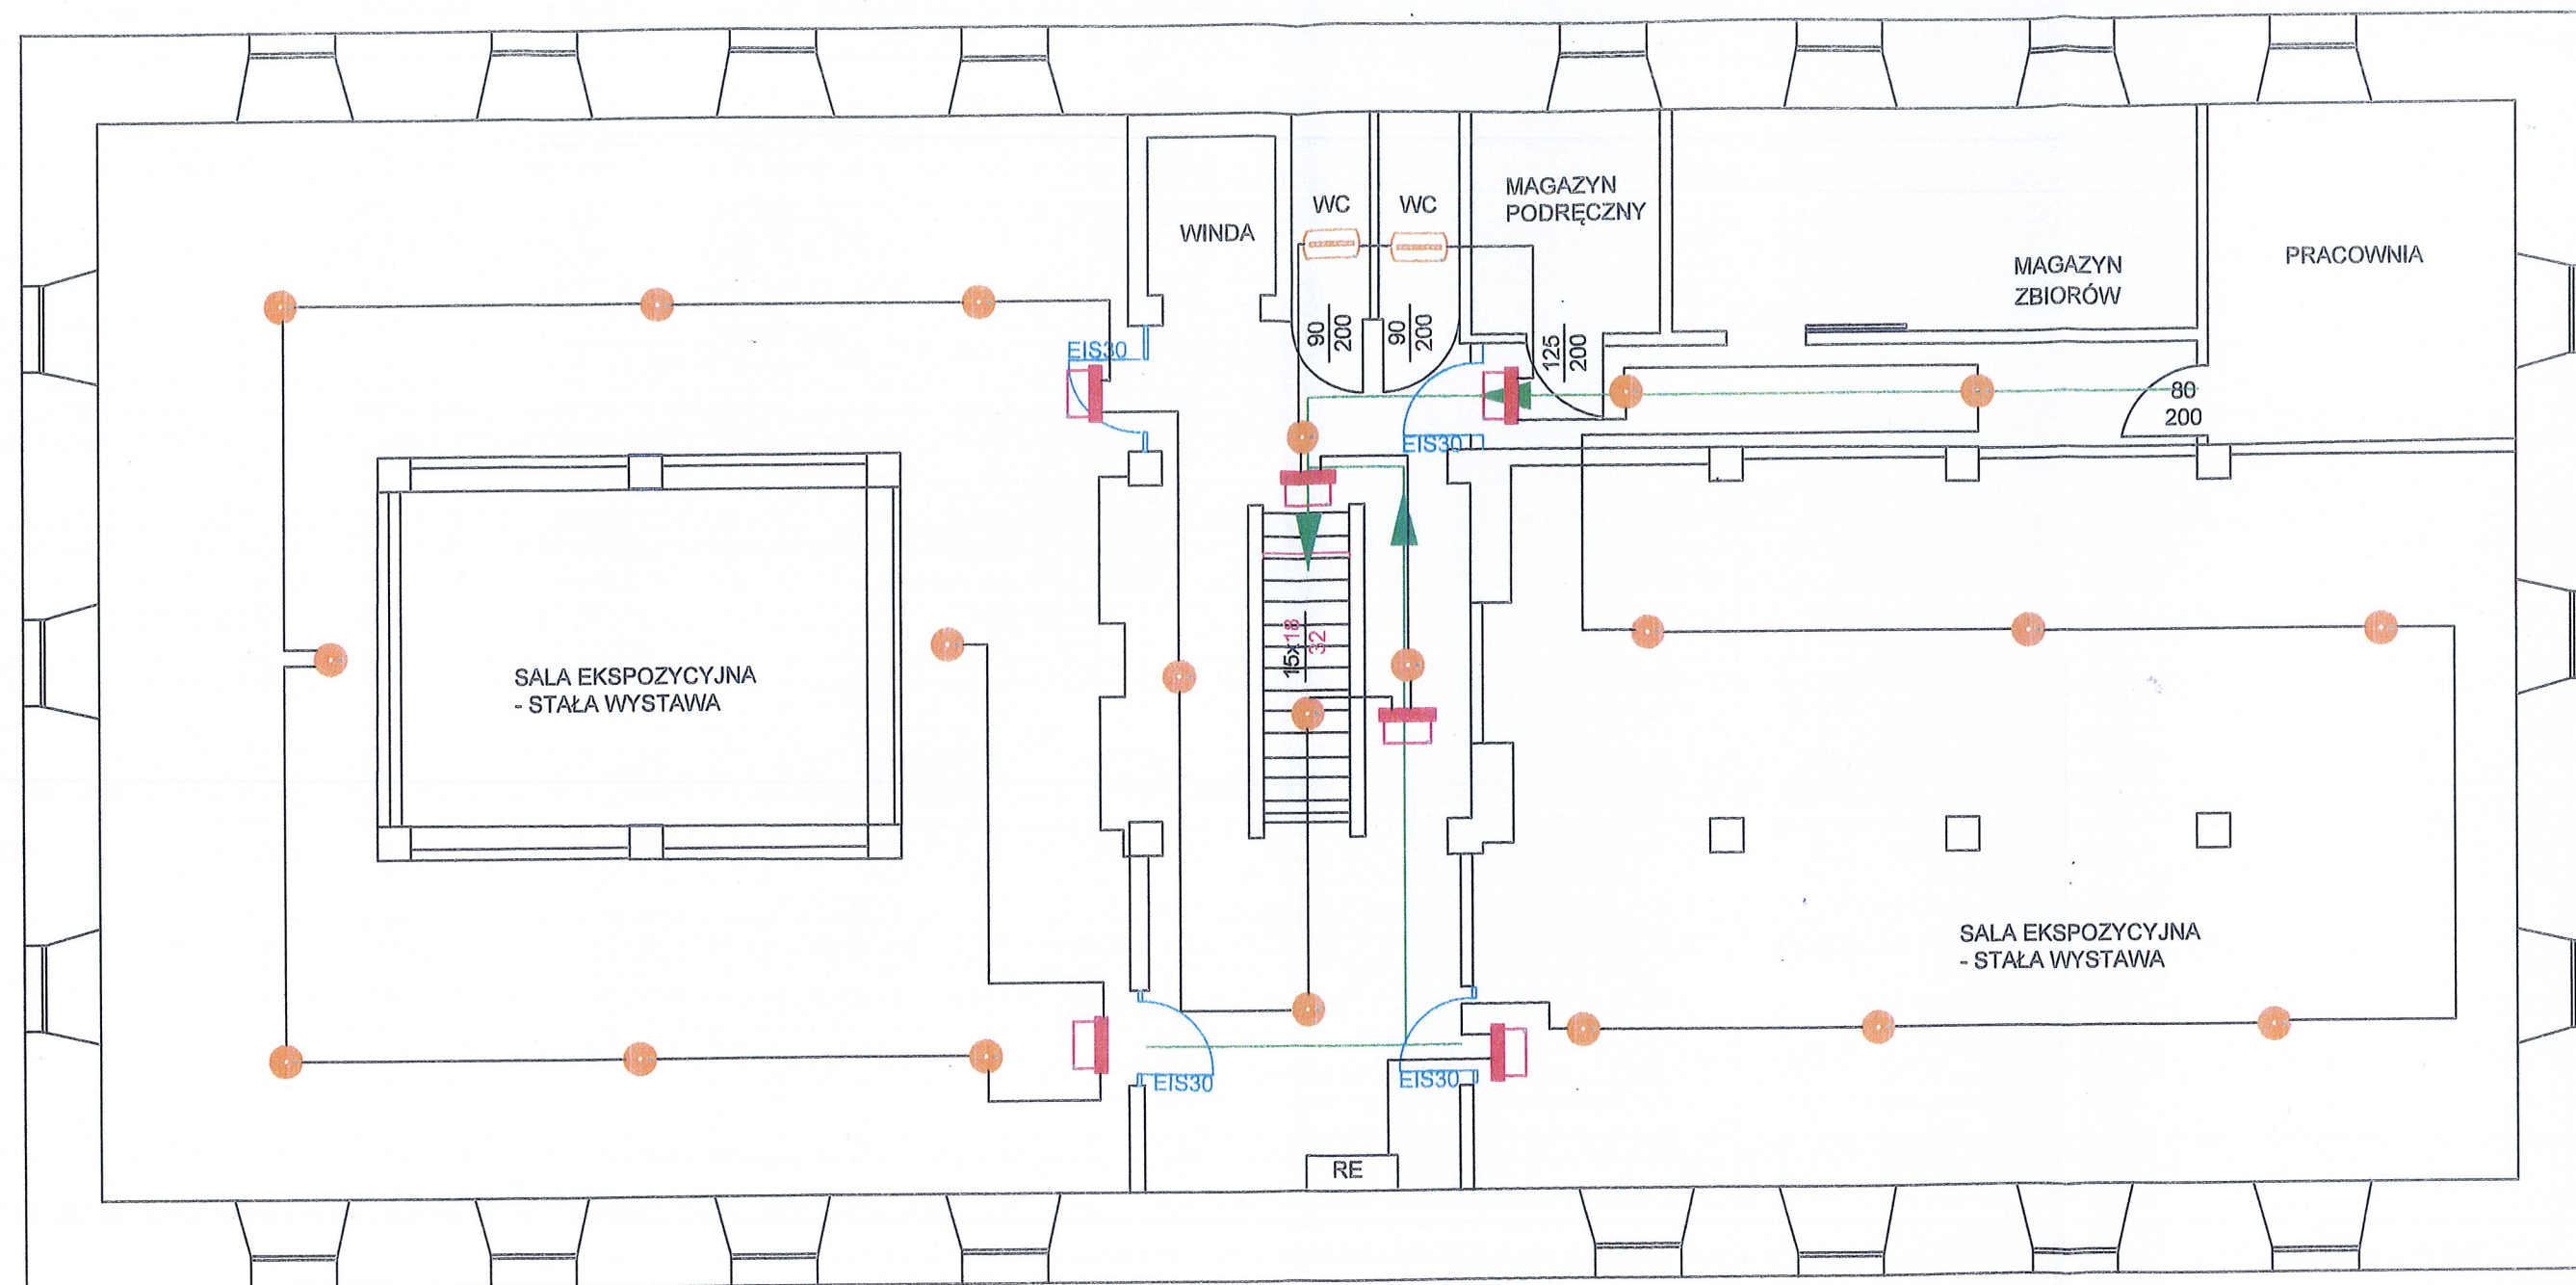 WINDA
WC
WC
MAGAZYN
PODRĘCZNY
MAGAZYN
ZBIORÓW
PRACOWNIA
90
200
90
200
125
200
80
200
EIS30
EIS30
15x18
32
SALA EKSPOZYCYJNA
- STAŁA WYSTAWA
SALA EKSPOZYCYJNA
- STAŁA WYSTAWA
EIS30
EIS30
RE